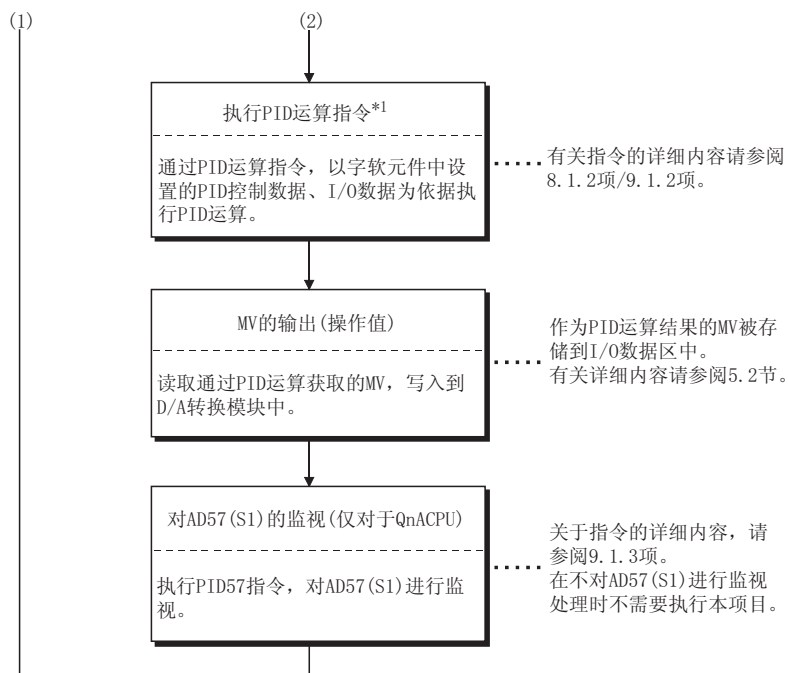 (1)
(2)
执行PID运算指令*1
通过PID运算指令，以字软元件中设
置的PID控制数据、I/O数据为依据执
行PID运算。
有关指令的详细内容请参阅
8.1.2项/9.1.2项。
MV的输出(操作值)
读取通过PID运算获取的MV，写入到
D/A转换模块中。
作为PID运算结果的MV被存
储到I/O数据区中。
有关详细内容请参阅5.2节。
对AD57(S1)的监视(仅对于QnACPU)
执行PID57指令，对AD57(S1)进行监
视。
关于指令的详细内容，请
参阅9.1.3项。
在不对AD57(S1)进行监视
处理时不需要执行本项目。